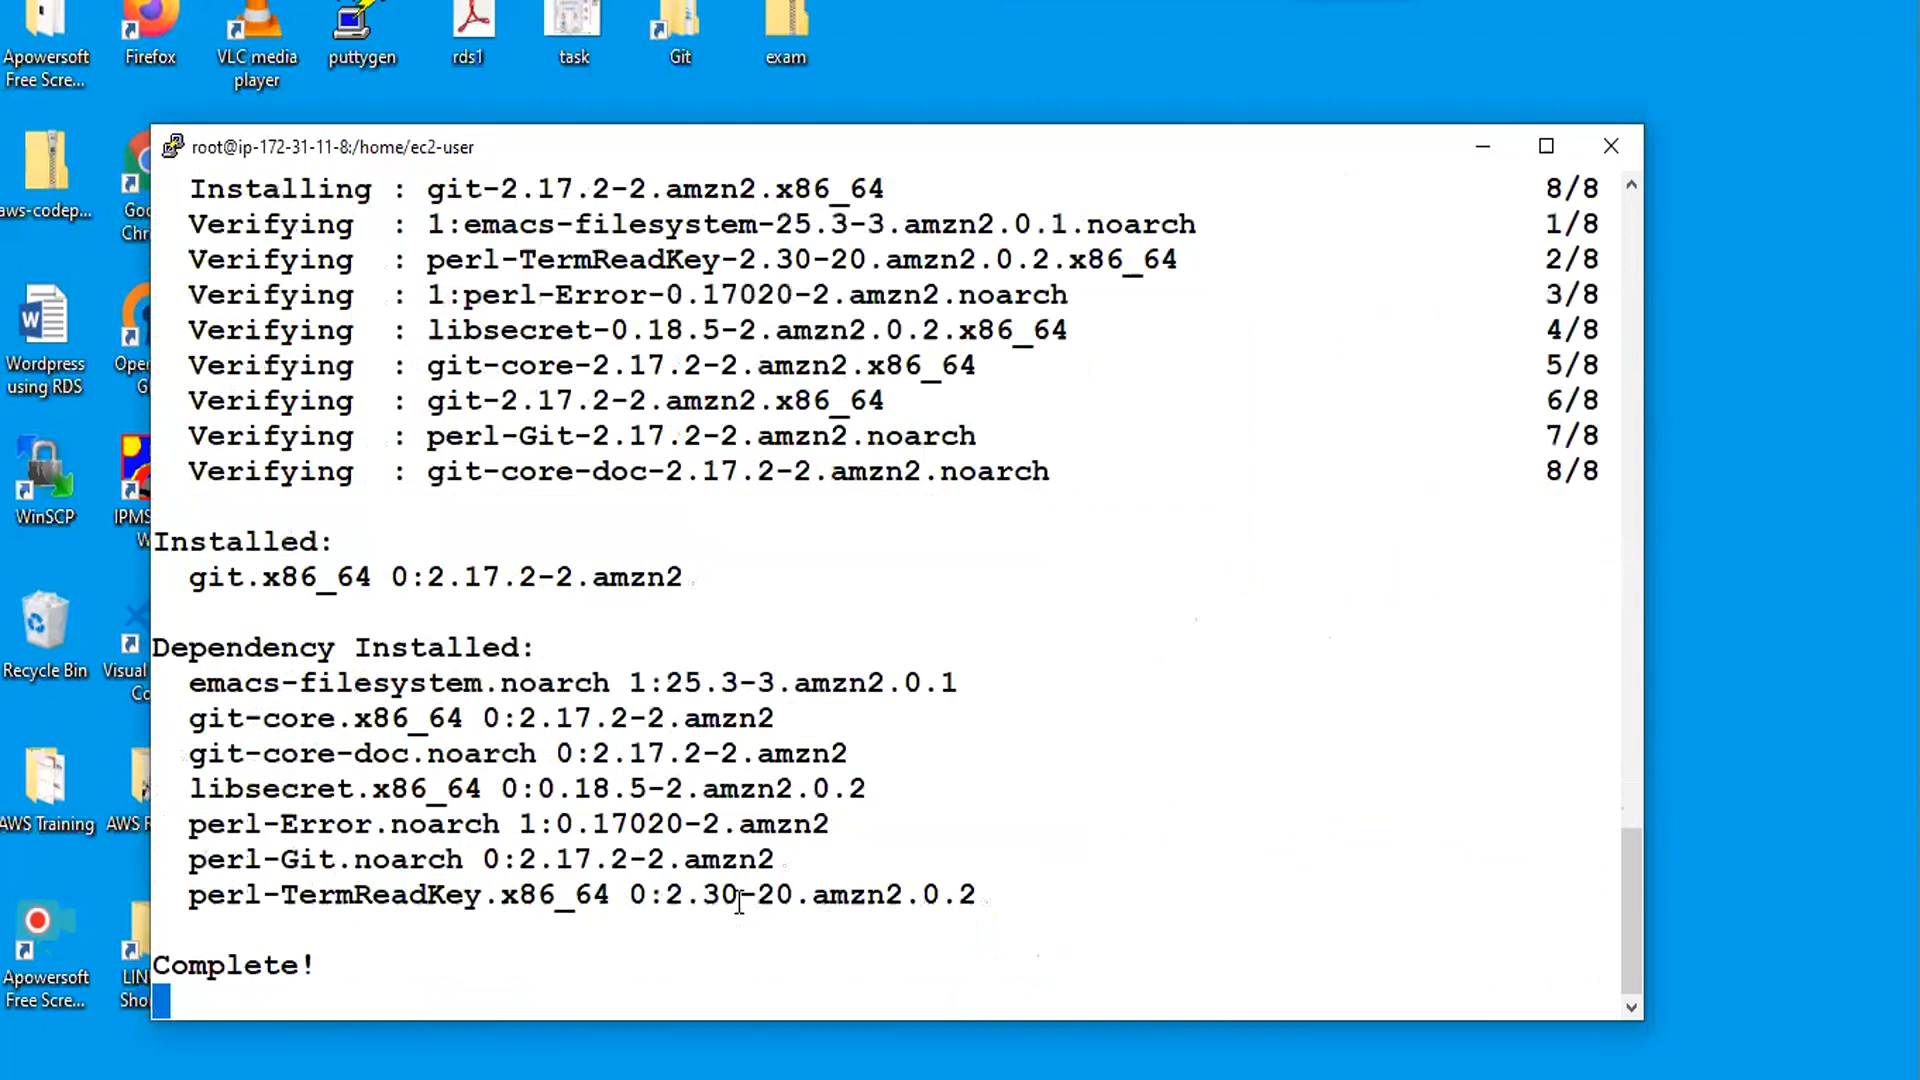 Apowersoft
Free Scre...
Firefox
VLC media
player
puttygen
rds1
task
Git
exam
aws-codep...
Goo
Chr
Wordpress
using RDS
Ope
G
WinSCP
IPMS
W
Recycle Bin
Visual
Co
AWS Training
AWS R
Apowersoft
Free Scre...
LIN
Sho
root@ip-172-31-11-8:/home/ec2-user
Installing : git-2.17.2-2.amzn2.x86_64 8/8
Verifying : 1:emacs-filesystem-25.3-3.amzn2.0.1.noarch 1/8
Verifying : perl-TermReadKey-2.30-20.amzn2.0.2.x86_64 2/8
Verifying : 1:perl-Error-0.17020-2.amzn2.noarch 3/8
Verifying : libsecret-0.18.5-2.amzn2.0.2.x86_64 4/8
Verifying : git-core-2.17.2-2.amzn2.x86_64 5/8
Verifying : git-2.17.2-2.amzn2.x86_64 6/8
Verifying : perl-Git-2.17.2-2.amzn2.noarch 7/8
Verifying : git-core-doc-2.17.2-2.amzn2.noarch 8/8
Installed:
git.x86_64 0:2.17.2-2.amzn2
Dependency Installed:
emacs-filesystem.noarch 1:25.3-3.amzn2.0.1
git-core.x86_64 0:2.17.2-2.amzn2
git-core-doc.noarch 0:2.17.2-2.amzn2
libsecret.x86_64 0:0.18.5-2.amzn2.0.2
perl-Error.noarch 1:0.17020-2.amzn2
perl-Git.noarch 0:2.17.2-2.amzn2
perl-TermReadKey.x86_64 0:2.30-20.amzn2.0.2
Complete!